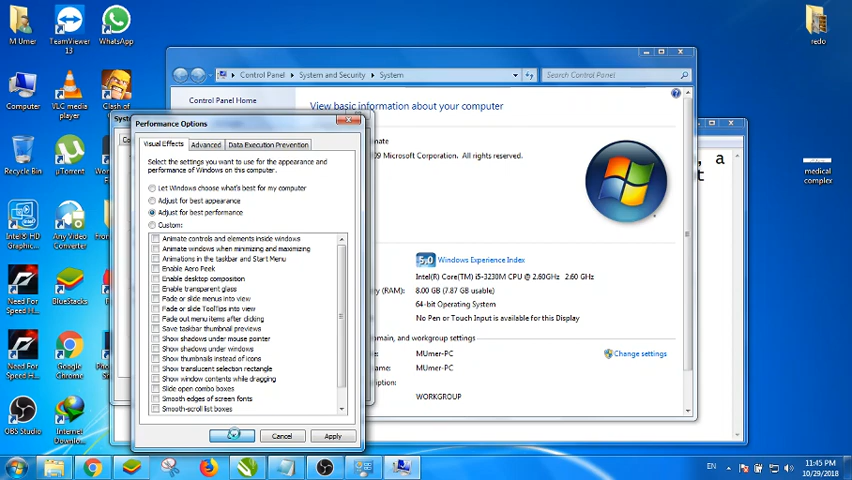 M Umer
TeamViewer 13
WhatsApp
redo
Computer
VLC media player
Clash of
Recycle Bin
µTorrent
medical complex
Intel® HD
Any Video Converter
Need For Speed H...
BlueStacks
Need For Speed H...
Google Chrome
OBS Studio
Internet Downlo...
Control Panel
System and Security
System
Search Control Panel
Control Panel Home
View basic information about your computer
09 Microsoft Corporation. All rights reserved.
, a
t
5,0
Windows Experience Index
Intel(R) Core(TM) i5-3230M CPU @ 2.60GHz 2.60 GHz
(RAM):
8.00 GB (7.87 GB usable)
64-bit Operating System
No Pen or Touch Input is available for this Display
workgroup settings
MUmer-PC
Change settings
MUmer-PC
WORKGROUP
Performance Options
Visual Effects
Advanced
Data Execution Prevention
Select the settings you want to use for the appearance and
performance of Windows on this computer.
Let Windows choose what's best for my computer
Adjust for best appearance
Adjust for best performance
Custom:
Animate controls and elements inside windows
Animate windows when minimizing and maximizing
Animations in the taskbar and Start Menu
Enable Aero Peek
Enable desktop composition
Enable transparent glass
Fade or slide menus into view
Fade or slide ToolTips into view
Fade out menu items after clicking
Save taskbar thumbnail previews
Show shadows under mouse pointer
Show shadows under windows
Show thumbnails instead of icons
Show translucent selection rectangle
Show window contents while dragging
Slide open combo boxes
Smooth edges of screen fonts
Smooth-scroll list boxes
Cancel
Apply
EN
11:45 PM
10/29/2018